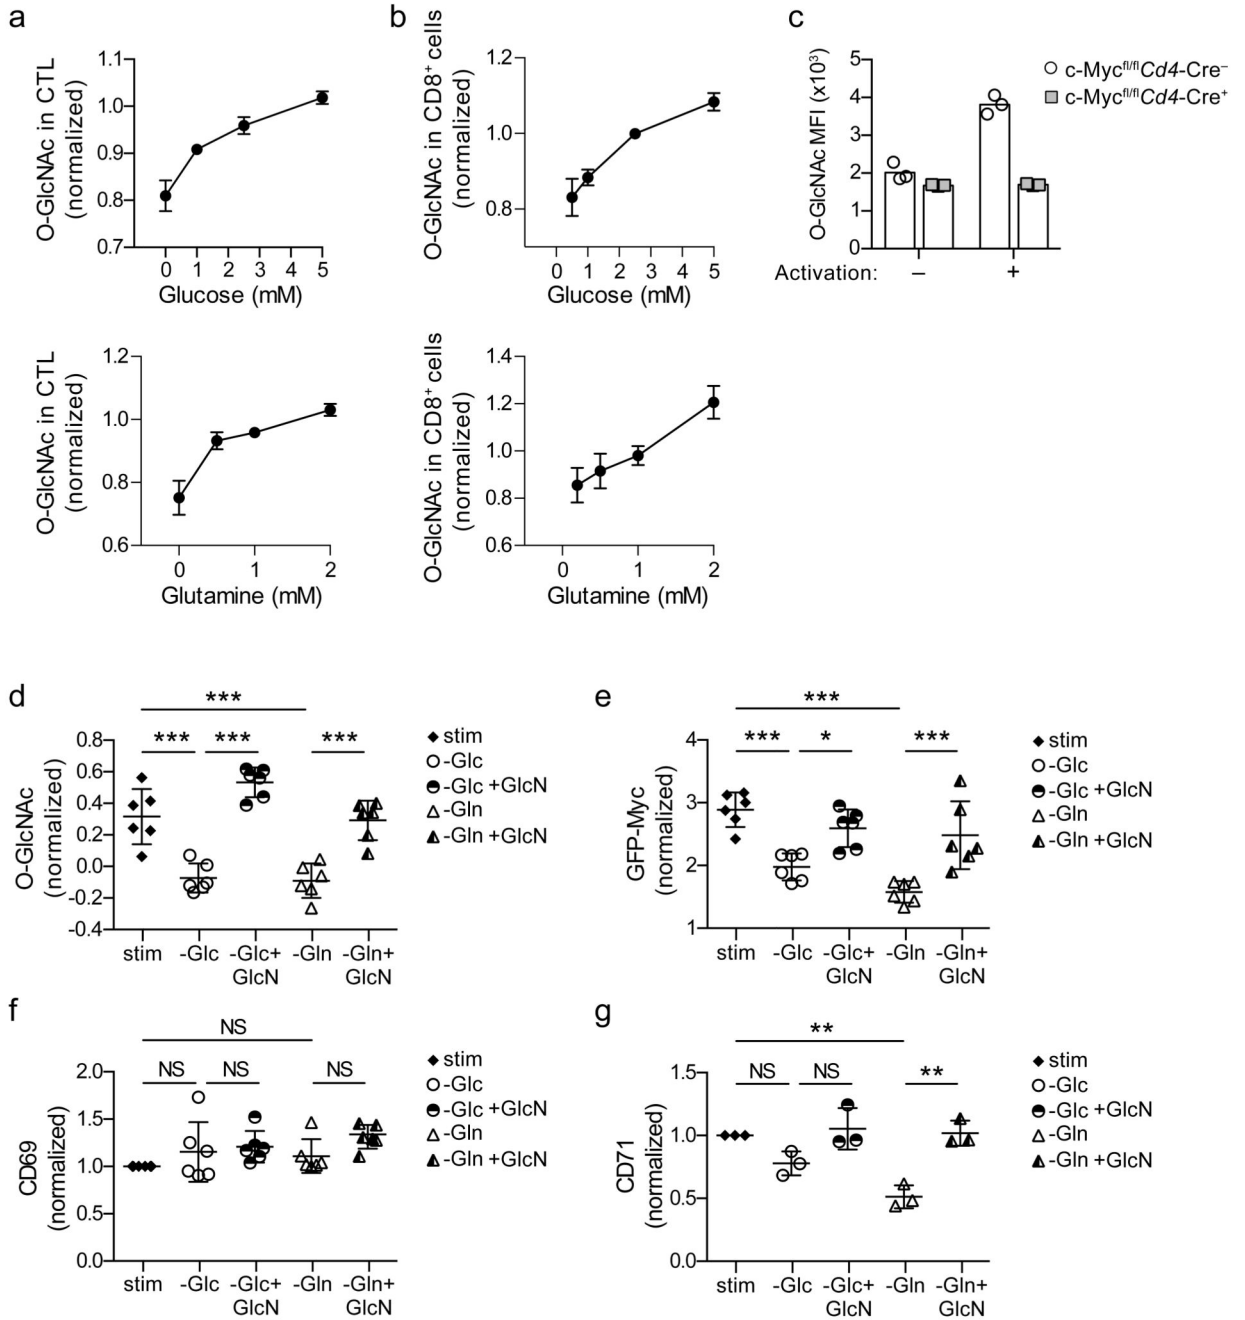 a
O-GlcNAc in CTL
(normalized)
1.1
1.0
0.9
0.8
0.7
0 1 2 3 4 5
Glucose (mM)
b
O-GlcNAc in CD8⁺ cells
(normalized)
1.2
1.0
0.8
0 1 2 3 4 5
Glucose (mM)
c
O-GlcNAc MFI (x10³)
5
4
3
2
1
0
Activation: – +
c-Mycfl/flCd4-Cre⁻
c-Mycfl/flCd4-Cre⁺
O-GlcNAc in CTL
(normalized)
1.2
1.0
0.8
0.6
0 1 2
Glutamine (mM)
O-GlcNAc in CD8⁺ cells
(normalized)
1.4
1.2
1.0
0.8
0.6
0 1 2
Glutamine (mM)
d
O-GlcNAc
(normalized)
***
*** *** ***
0.8
0.6
0.4
0.2
0.0
-0.2
-0.4
stim -Glc -Glc+ -Gln -Gln+
GlcN GlcN
stim
-Glc
-Glc +GlcN
-Gln
-Gln +GlcN
e
GFP-Myc
(normalized)
***
*** * ***
4
3
2
1
stim -Glc -Glc+ -Gln -Gln+
GlcN GlcN
stim
-Glc
-Glc +GlcN
-Gln
-Gln +GlcN
f
CD69
(normalized)
NS
NS NS NS
2.0
1.5
1.0
0.5
0.0
stim -Glc -Glc+ -Gln -Gln+
GlcN GlcN
stim
-Glc
-Glc +GlcN
-Gln
-Gln +GlcN
g
CD71
(normalized)
**
NS NS **
1.5
1.0
0.5
0.0
stim -Glc -Glc+ -Gln -Gln+
GlcN GlcN
stim
-Glc
-Glc +GlcN
-Gln
-Gln +GlcN